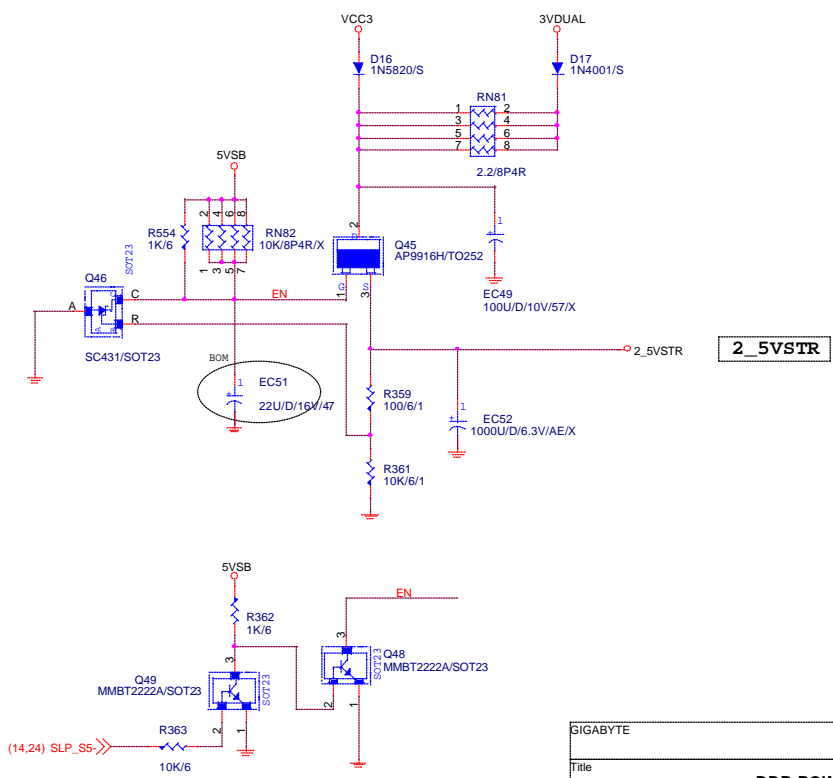 VCC3
3VDUAL
D16
1N5820/S
D17
1N4001/S
RN81
1
2
3
4
5
6
7
8
2.2/8P4R
5VSB
R554
1K/6
2
4
6
8
RN82
10K/8P4R/X
1
3
5
7
2
D
Q45
AP9916H/TO252
G
S
1
3
1
EC49
100U/D/10V/57/X
SOT23
Q46
A
C
R
EN
SC431/SOT23
BOM
1
EC51
22U/D/16V/47
2_5VSTR
2_5VSTR
R359
100/6/1
1
EC52
1000U/D/6.3V/AE/X
R361
10K/6/1
5VSB
R362
1K/6
EN
3
Q49
MMBT2222A/SOT23
SOT23
2
1
3
Q48
MMBT2222A/SOT23
SOT23
2
1
(14,24) SLP_S5-
R363
10K/6
GIGABYTE
Title